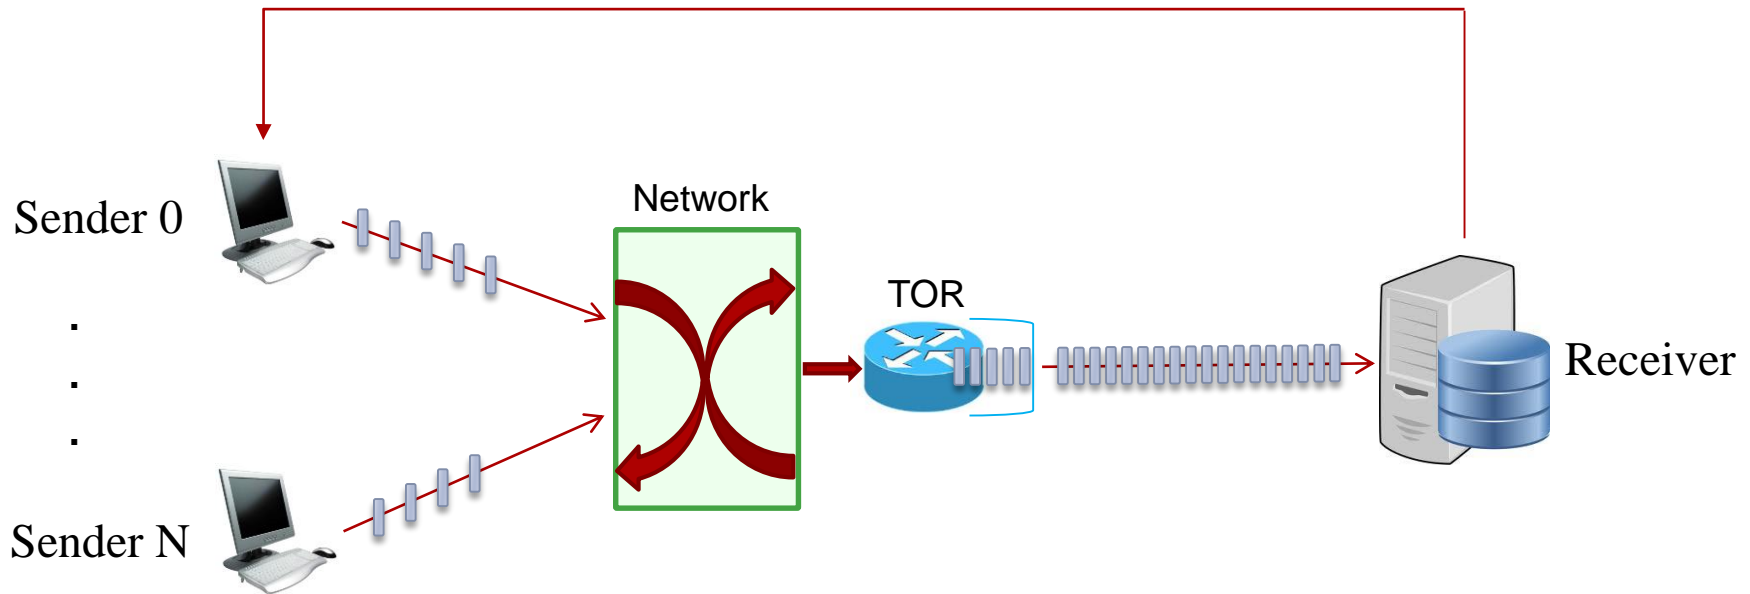 Sender 0
Network
TOR
Receiver
.
.
.
Sender N